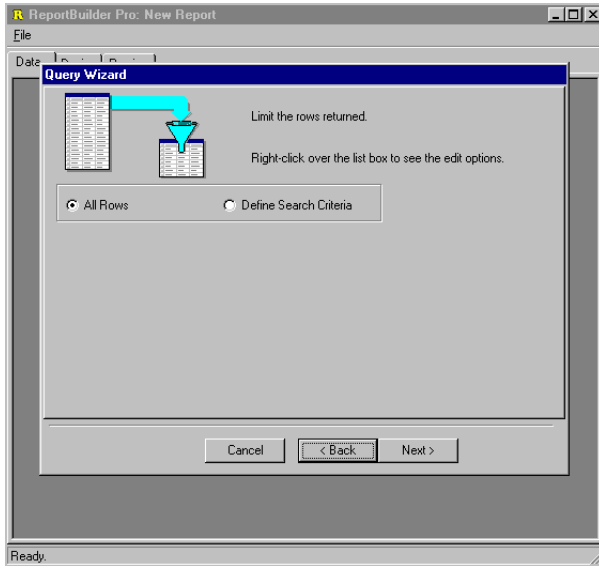 ReportBuilder Pro: New Report
File
Data
Query Wizard
Limit the rows returned.
Right-click over the list box to see the edit options.
All Rows Define Search Criteria
Cancel < Back Next >
Ready.